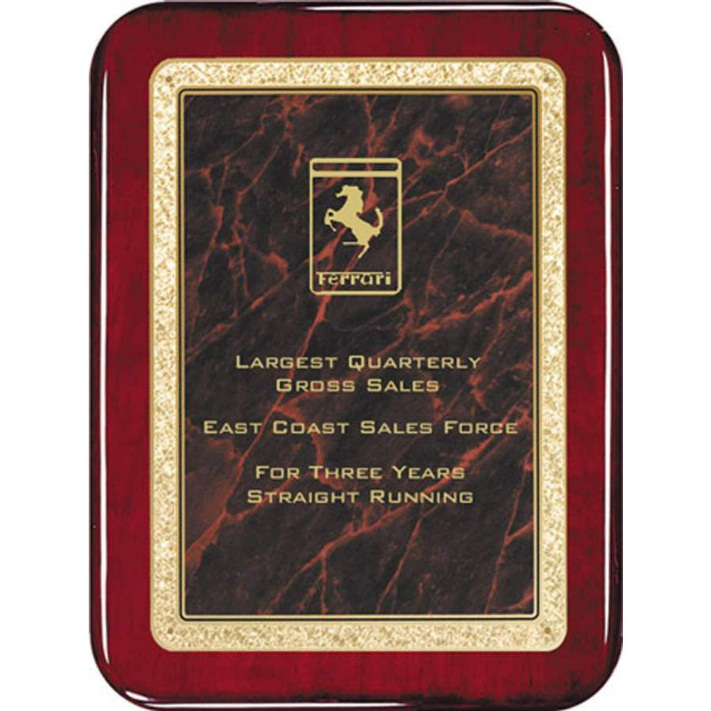 Ferrari
Largest Quarterly
Gross Sales
East Coast Sales Force
For Three Years
Straight Running